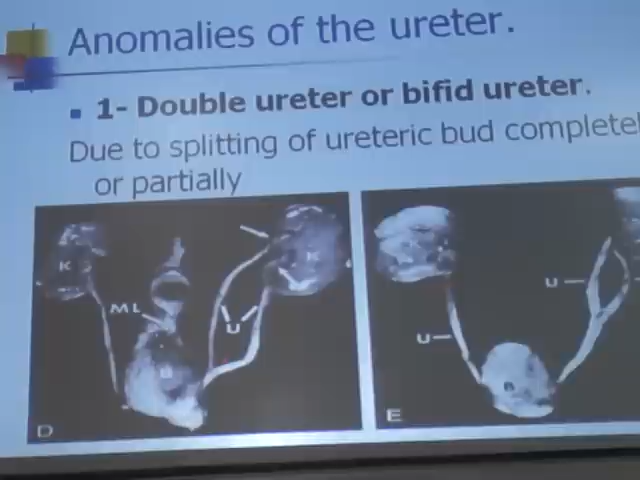 Anomalies of the ureter.
1- Double ureter or bifid ureter.
Due to splitting of ureteric bud complete
or partially
K
K
ML
U
B
D
U
U
B
E